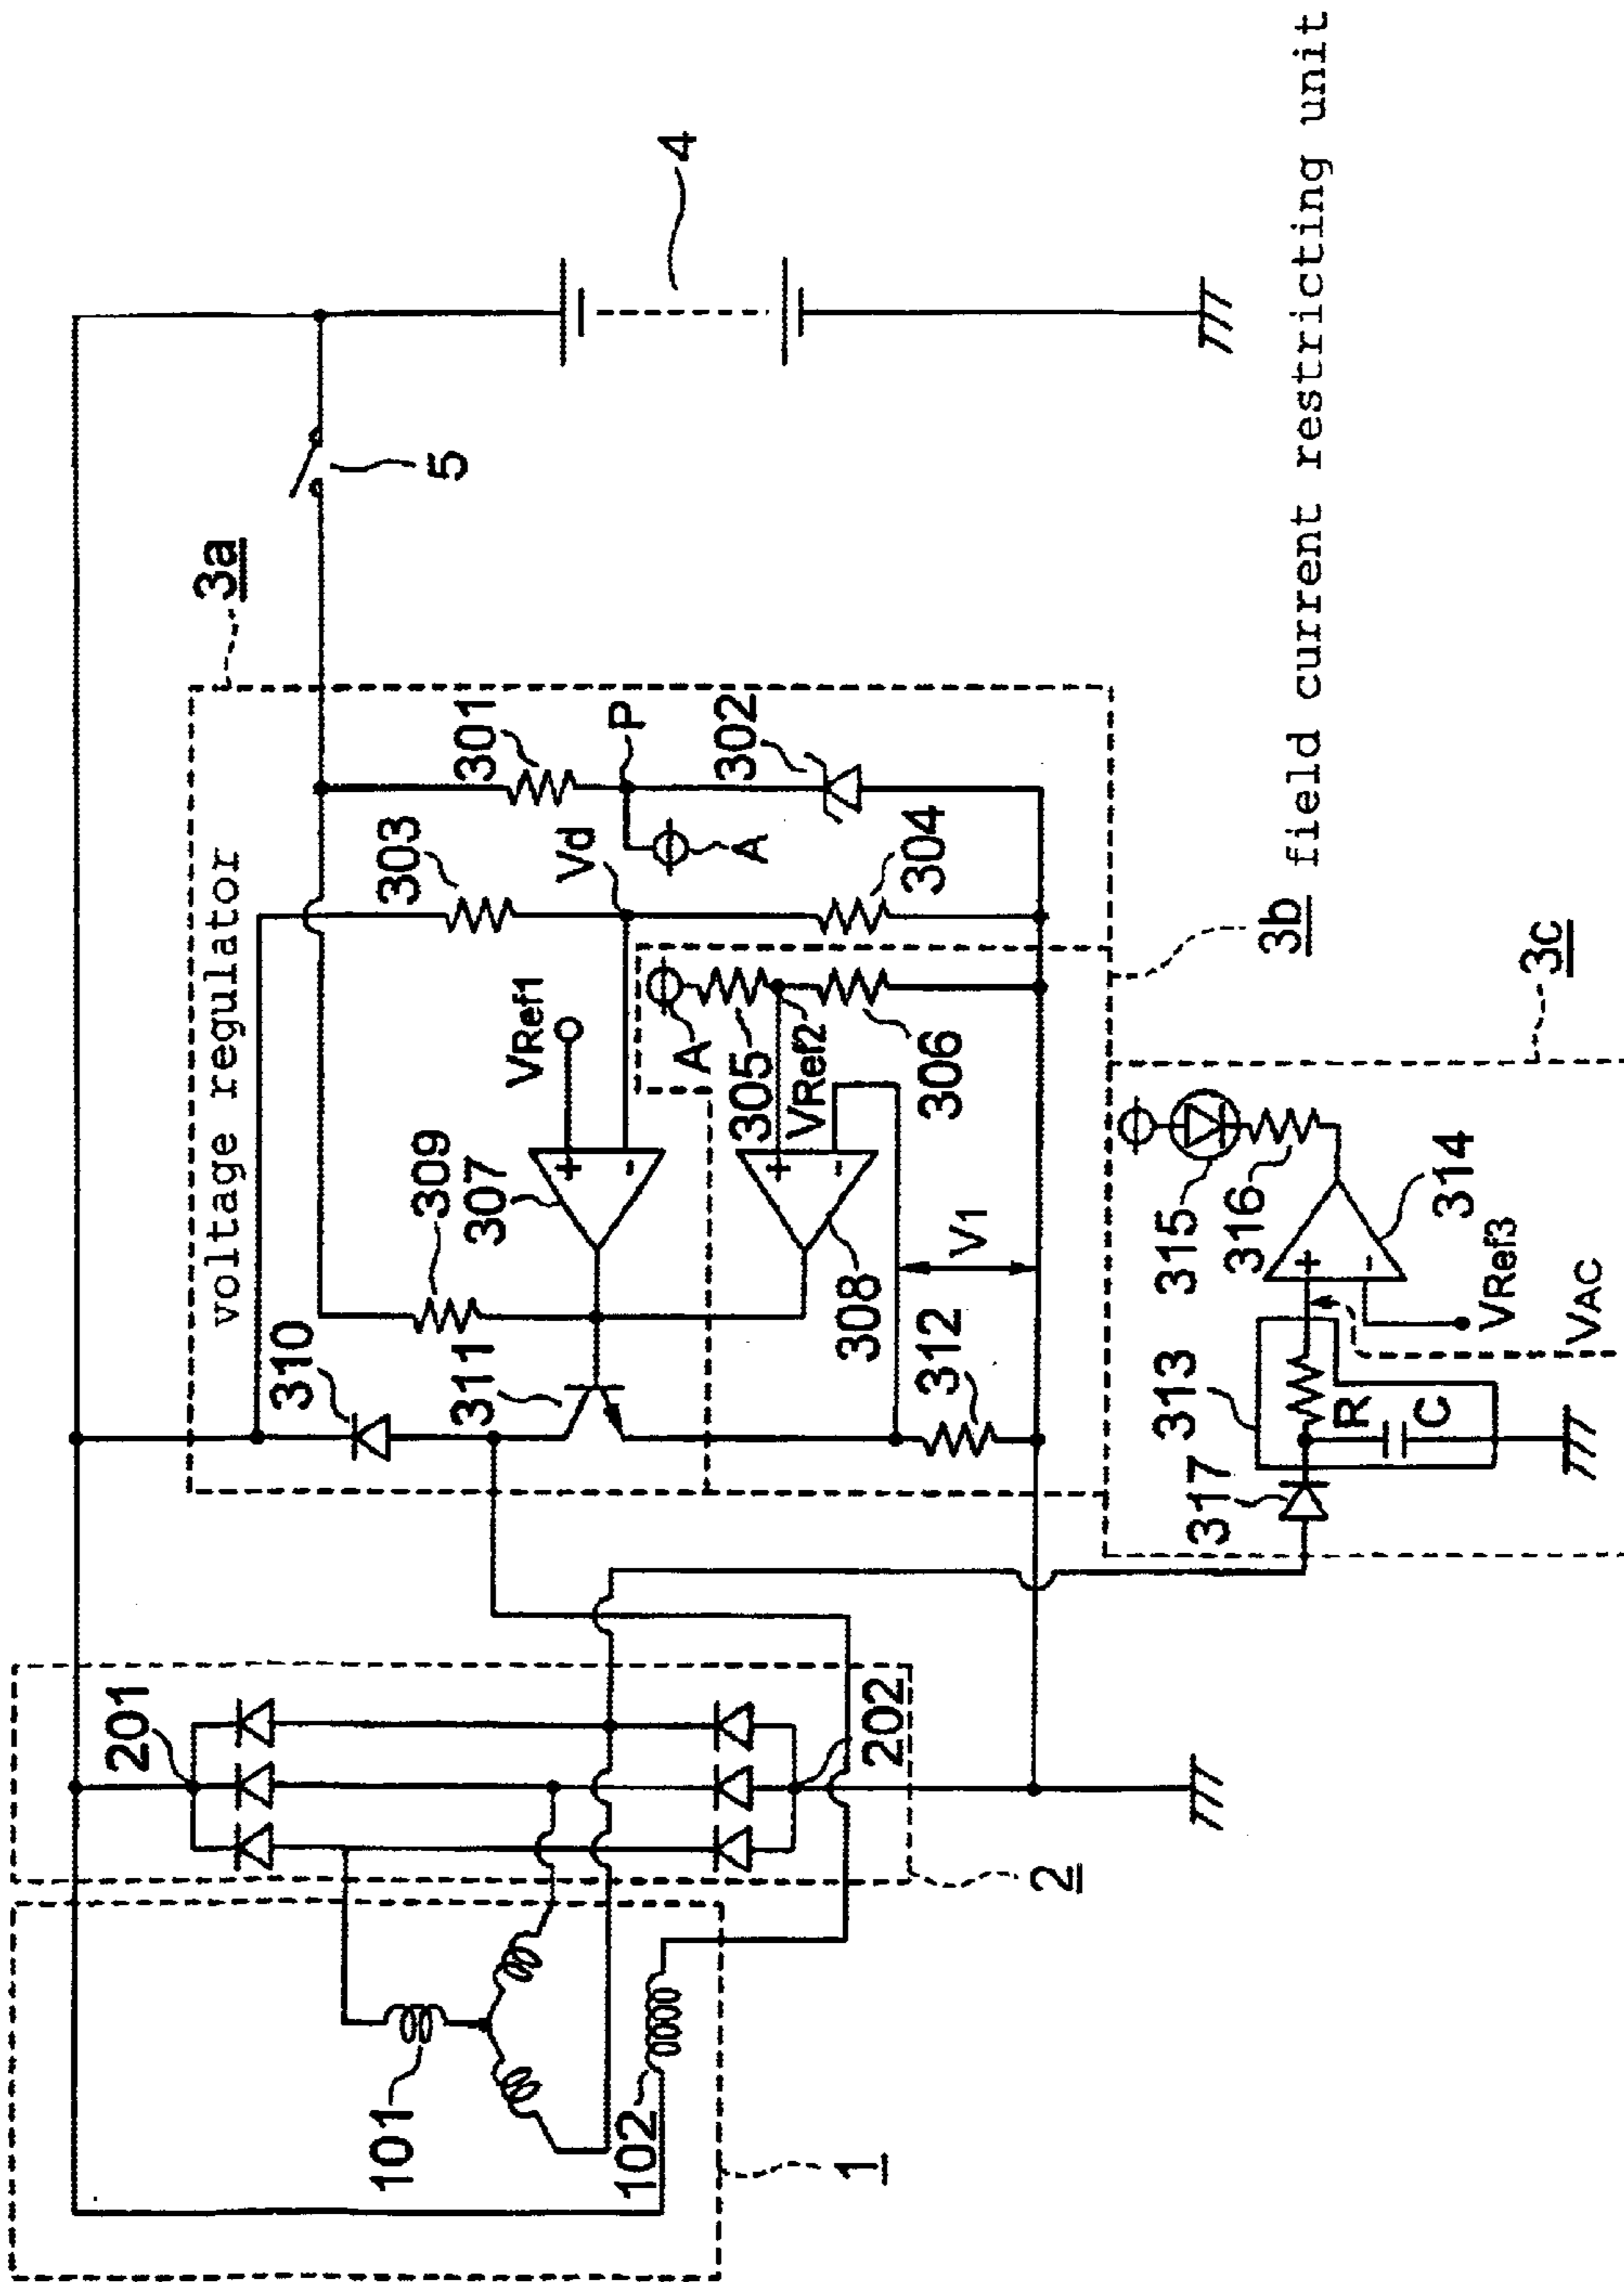 voltage regulator
3a
5
4
310
309
307
VRef1
303
Vd
301
P
A
302
304
311
A
305
VRef2
306
308
V1
312
3b field current restricting unit
201
202
2
101
102
1
317
313
R
C
316
315
314
VRef3
VAC
3c